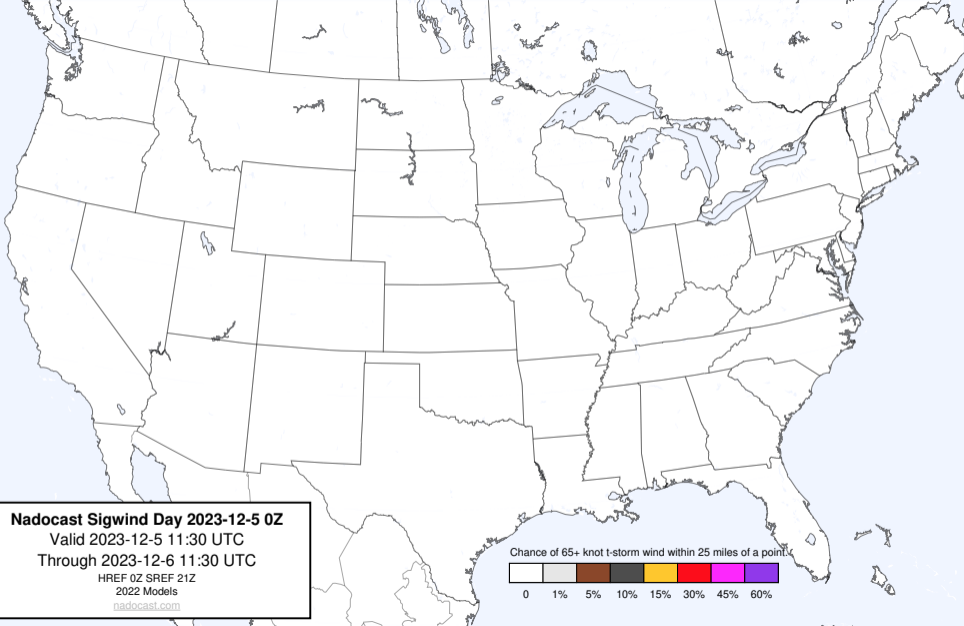 Nadocast Sigwind Day 2023-12-5 0Z
Valid 2023-12-5 11:30 UTC
Through 2023-12-6 11:30 UTC
HREF 0Z SREF 21Z
2022 Models
nadocast.com
Chance of 65+ knot t-storm wind within 25 miles of a point.
0 1% 5% 10% 15% 30% 45% 60%